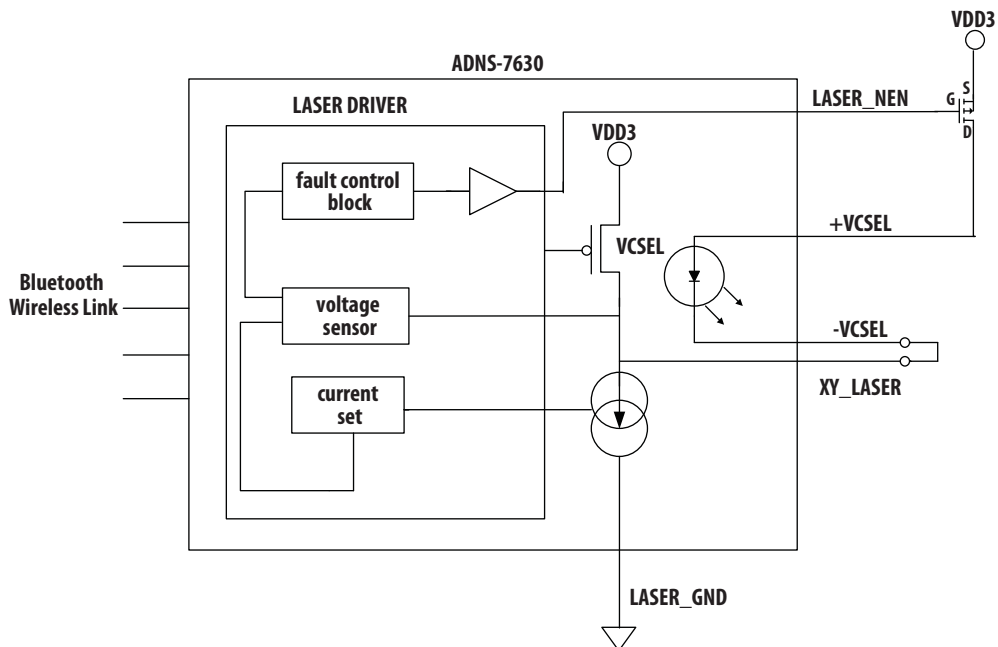 VDD3
ADNS-7630
LASER DRIVER
LASER_NEN
G
S
D
VDD3
fault control
block
VCSEL
+VCSEL
Bluetooth
Wireless Link
voltage
sensor
-VCSEL
XY_LASER
current
set
LASER_GND